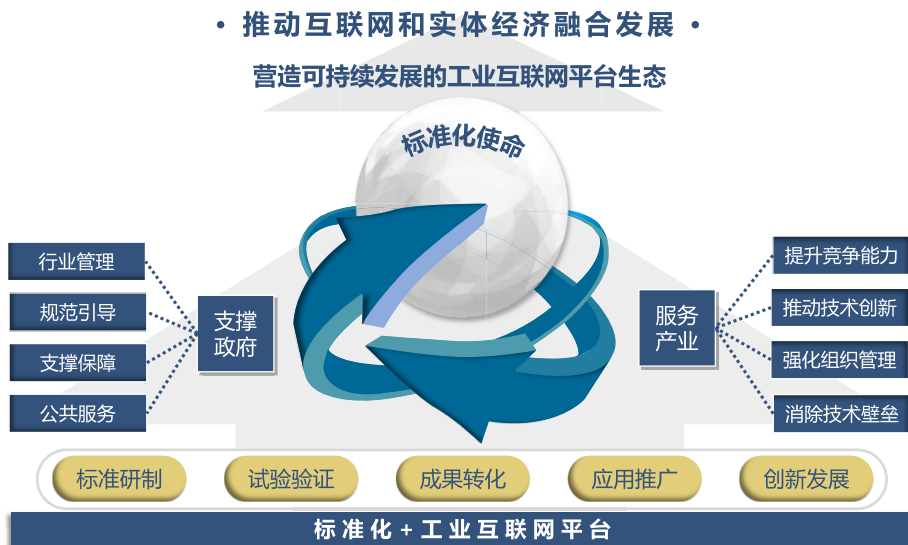 • 推动互联网和实体经济融合发展 •
营造可持续发展的工业互联网平台生态
标准化使命
行业管理
规范引导
支撑保障
公共服务
支撑
政府
服务
产业
提升竞争能力
推动技术创新
强化组织管理
消除技术壁垒
标准研制
试验验证
成果转化
应用推广
创新发展
标准化+工业互联网平台